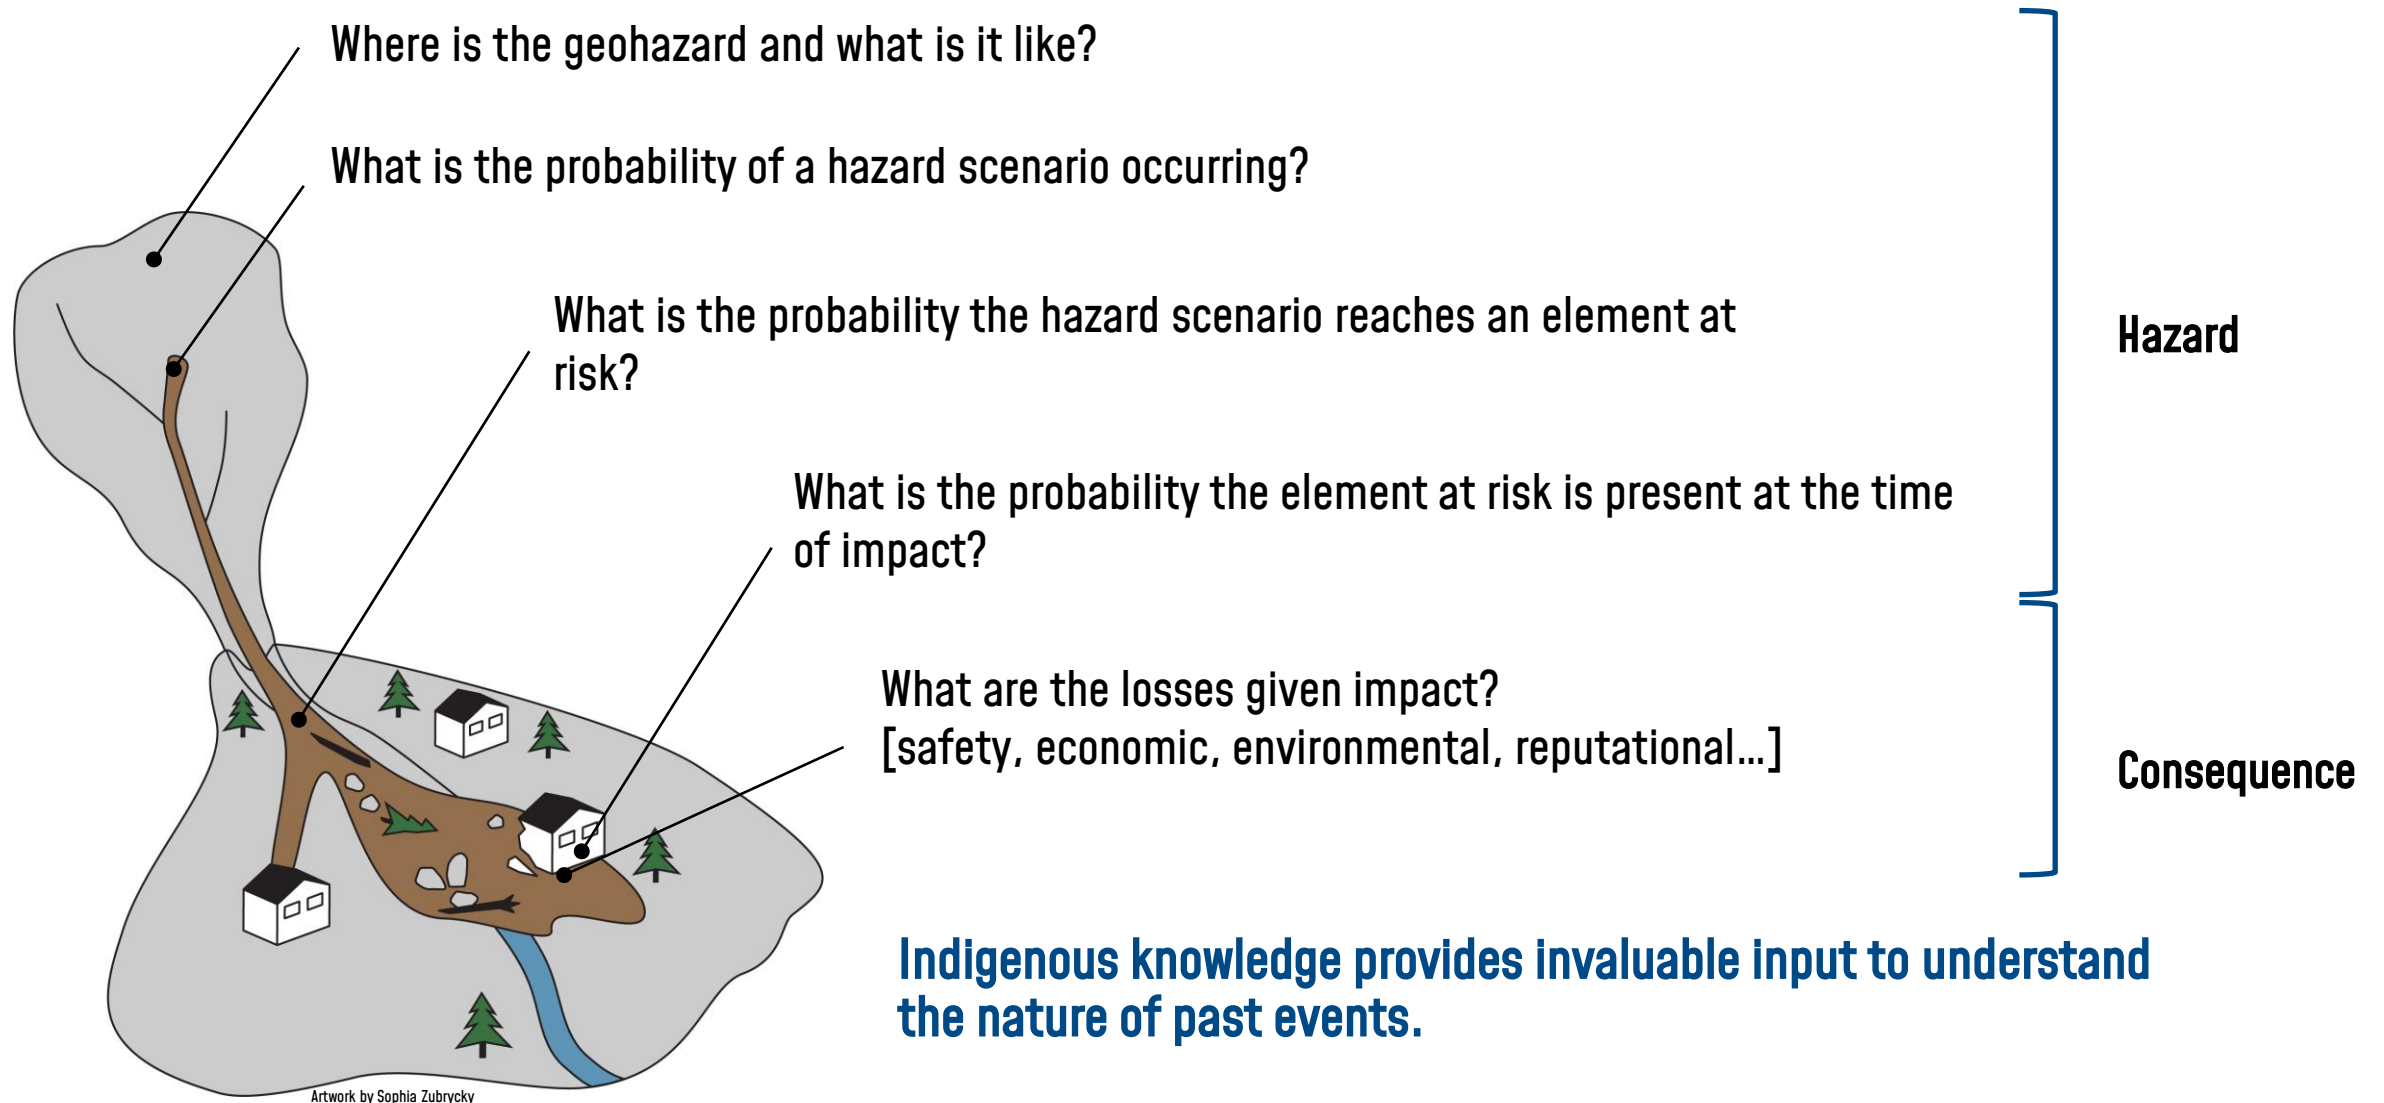 Where is the geohazard and what is it like?
What is the probability of a hazard scenario occurring?
What is the probability the hazard scenario reaches an element at
risk?
Hazard
What is the probability the element at risk is present at the time
of impact?
What are the losses given impact?
[safety, economic, environmental, reputational...]
Consequence
Indigenous knowledge provides invaluable input to understand
the nature of past events.
Artwork by Sophia Zubrycky